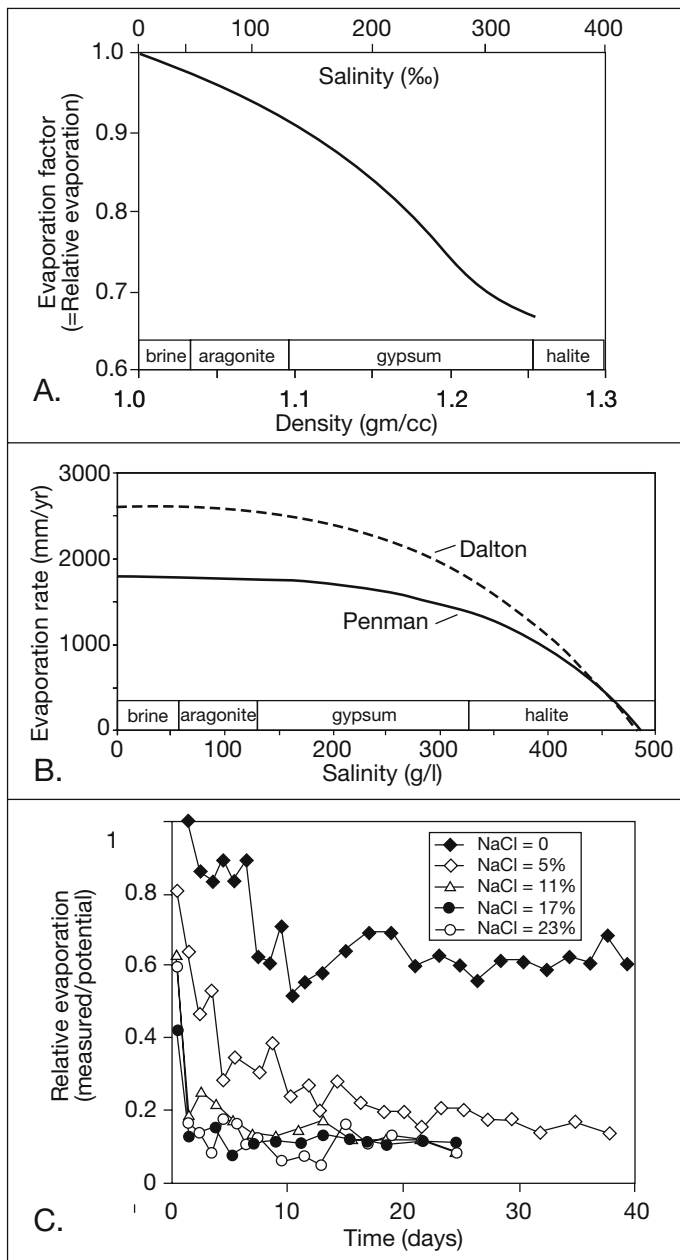 0 100 200 300 400
Salinity (‰)
1.0
0.9
0.8
0.7
0.6
Evaporation factor
(=Relative evaporation)
brine aragonite gypsum halite
A.
1.0 1.1 1.2 1.3
Density (gm/cc)
3000
2000
1000
0
Evaporation rate (mm/yr)
Dalton
Penman
brine aragonite gypsum halite
0 100 200 300 400 500
B.
Salinity (g/l)
1
0.8
0.6
0.4
0.2
0
Relative evaporation
(measured/potential)
NaCl = 0
NaCl = 5%
NaCl = 11%
NaCl = 17%
NaCl = 23%
0 10 20 30 40
C.
Time (days)